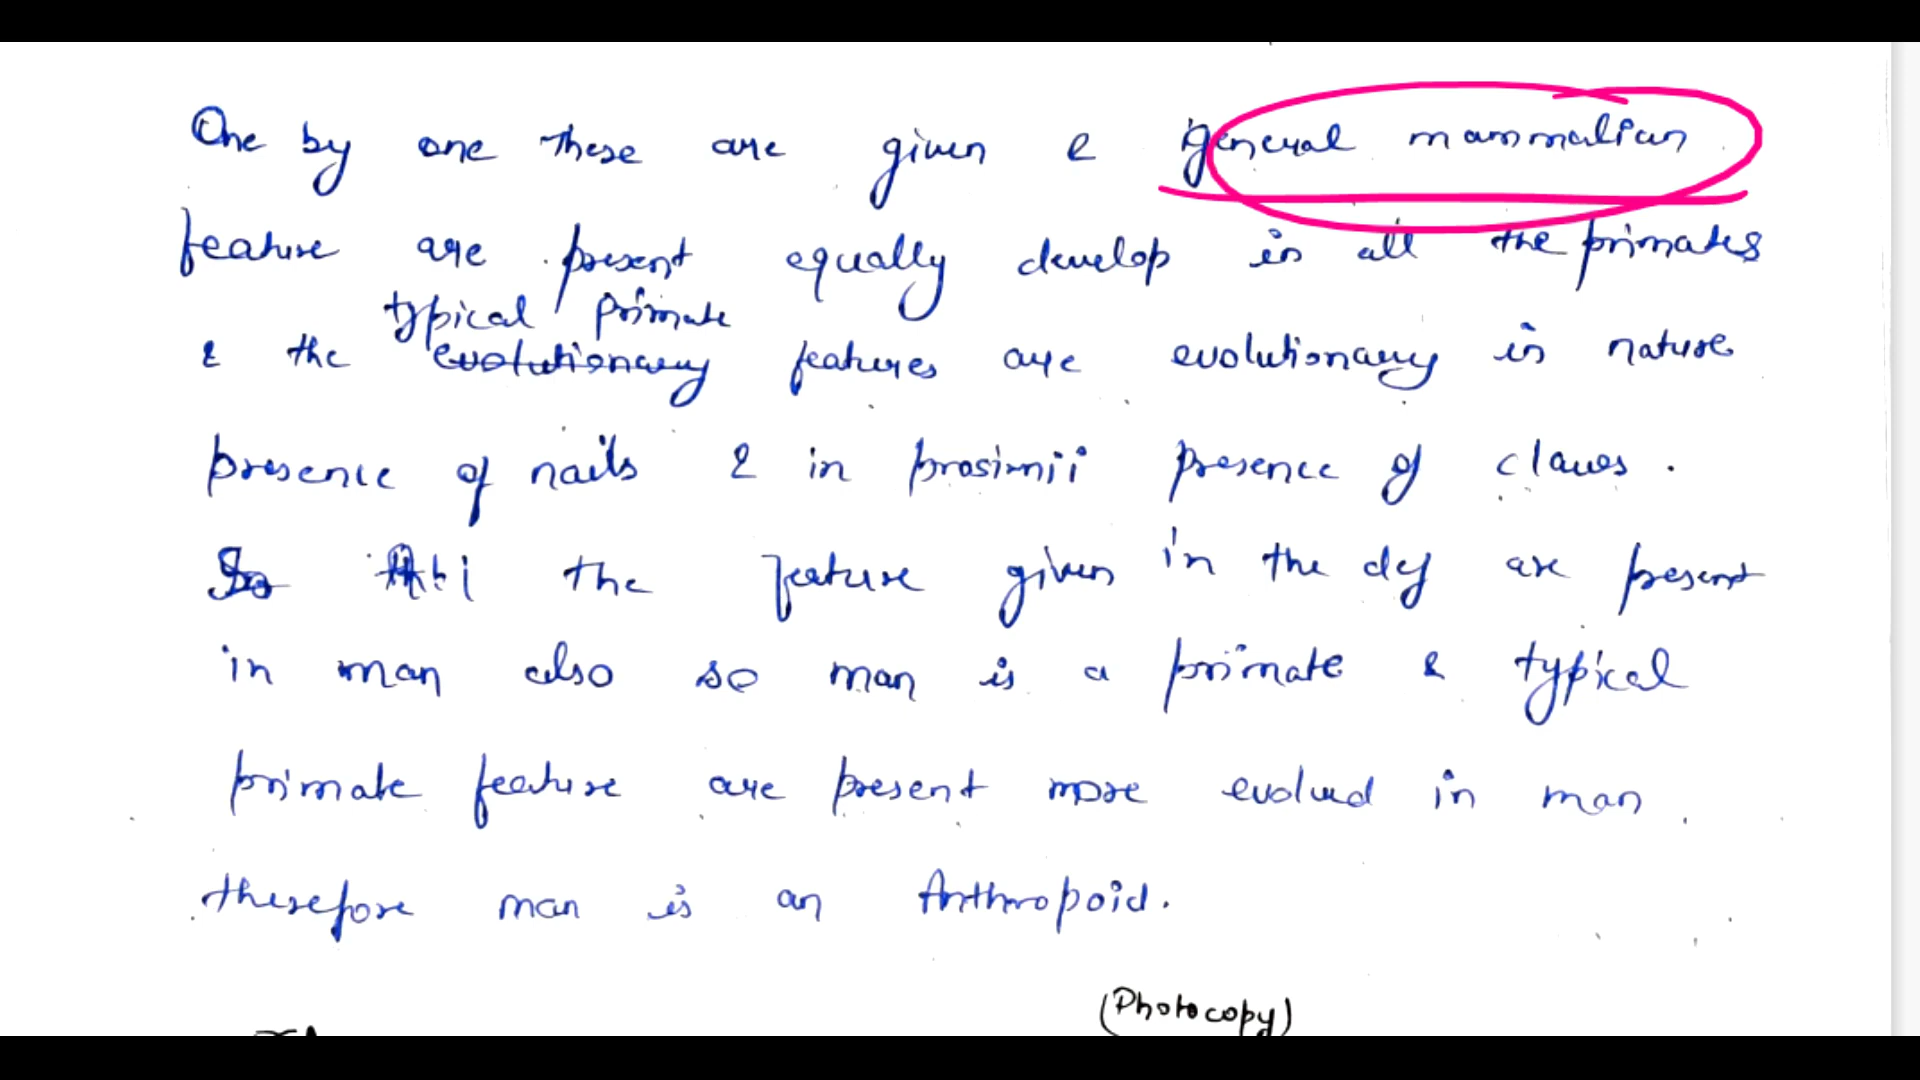 One by one these are given & general mammalian
feature are present equally develop in all the primates
typical primate
& the evolutionary features are evolutionary in nature
presence of nails & in prosimii presence of claws.
So All the feature given in the def are present
in man also so man is a primate & typical
primate feature are present more evolved in man.
therefore man is an Anthropoid.
(Photocopy)